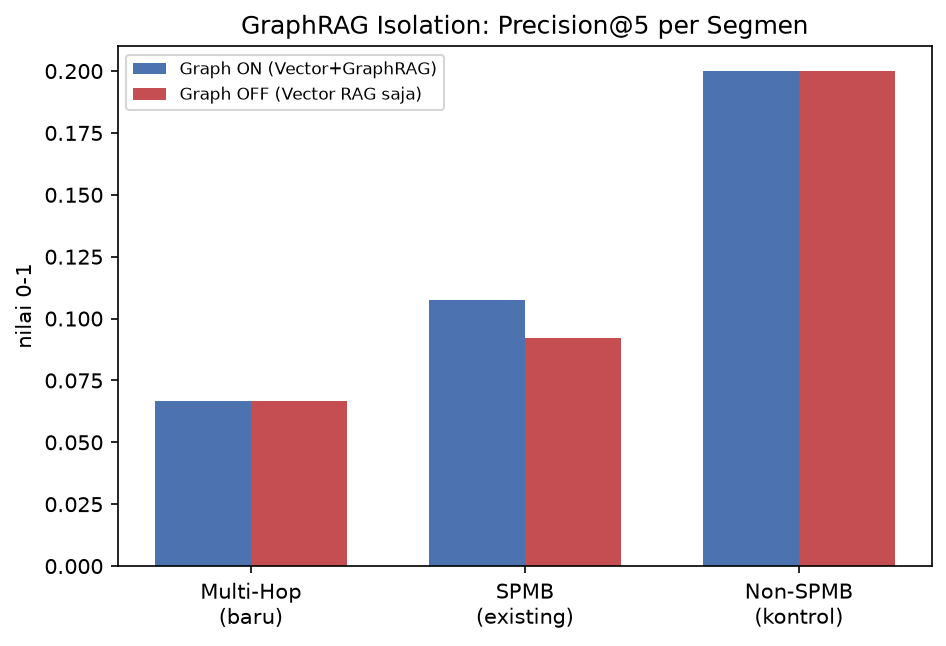 GraphRAG Isolation: Precision@5 per Segmen
Graph ON (Vector+GraphRAG)
Graph OFF (Vector RAG saja)
nilai 0-1
0.200
0.175
0.150
0.125
0.100
0.075
0.050
0.025
0.000
Multi-Hop
(baru)
SPMB
(existing)
Non-SPMB
(kontrol)